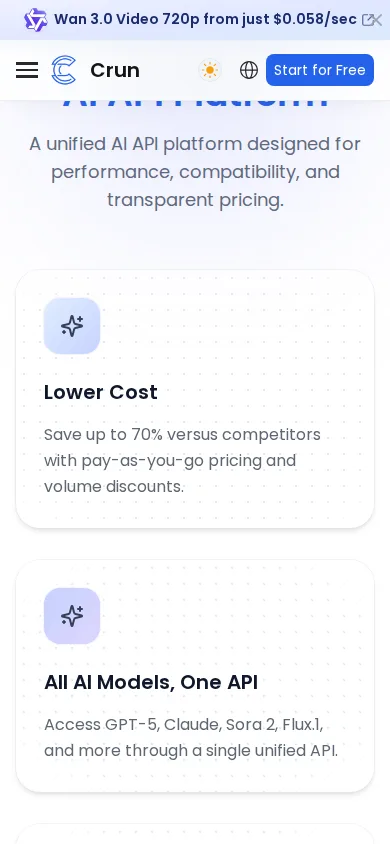 Wan 3.0 Video 720p from just $0.058/sec
Crun
Start for Free
AI API Platform
A unified AI API platform designed for
performance, compatibility, and
transparent pricing.
Lower Cost
Save up to 70% versus competitors
with pay-as-you-go pricing and
volume discounts.
All AI Models, One API
Access GPT-5, Claude, Sora 2, Flux.1,
and more through a single unified API.